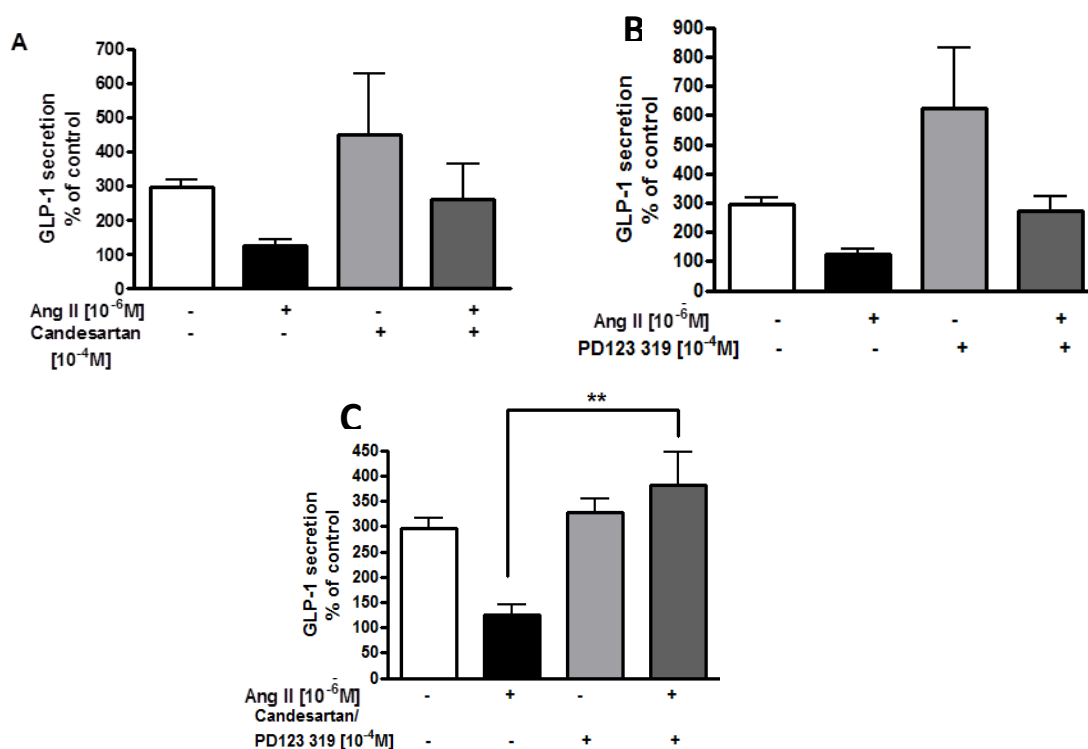 A
GLP-1 secretion
% of control
700
600
500
400
300
200
100
0
Ang II [10⁻⁶M] - + - +
Candesartan - - + +
[10⁻⁴M]
B
GLP-1 secretion
% of control
900
800
700
600
500
400
300
200
100
0
Ang II [10⁻⁶M] - + - +
PD123 319 [10⁻⁴M] - - + +
C
**
GLP-1 secretion
% of control
450
400
350
300
250
200
150
100
50
0
Ang II [10⁻⁶M] - + - +
Candesartan/
PD123 319 [10⁻⁴M] - - + +